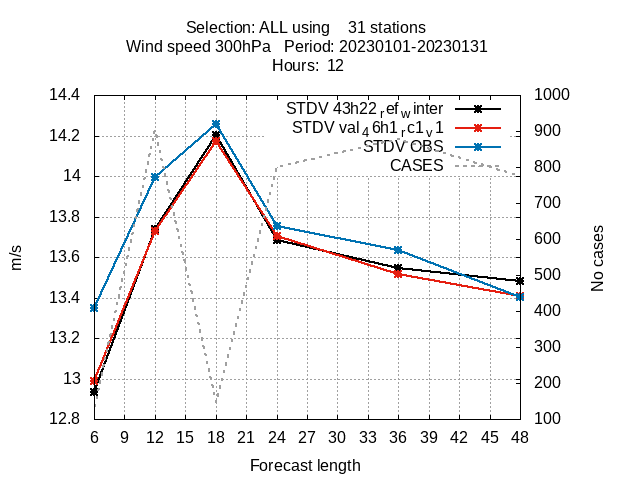 Selection: ALL using 31 stations
Wind speed 300hPa Period: 20230101-20230131
Hours: 12
14.4
14.2
14
13.8
13.6
13.4
13.2
13
12.8
m/s
STDV 43h22refwinter
STDV val46h1rc1v1
STDV OBS
CASES
1000
900
800
700
600
500
400
300
200
100
No cases
6 9 12 15 18 21 24 27 30 33 36 39 42 45 48
Forecast length